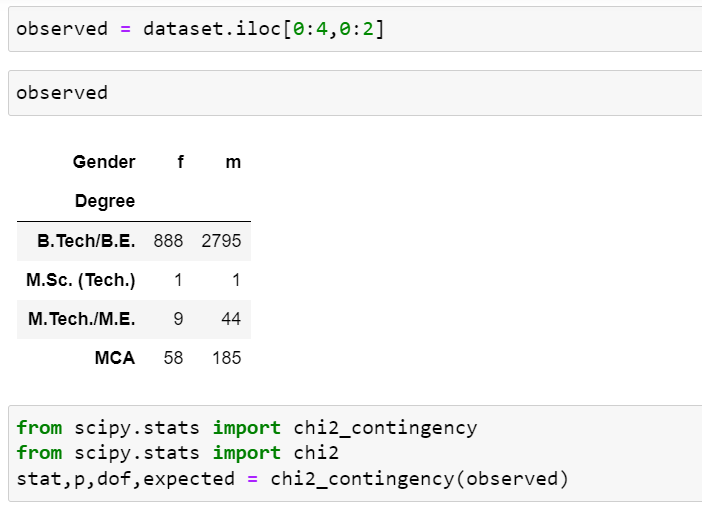 observed = dataset.iloc[0:4,0:2]
observed
Gender f m
Degree
B.Tech/B.E. 888 2795
M.Sc. (Tech.) 1 1
M.Tech./M.E. 9 44
MCA 58 185
from scipy.stats import chi2_contingency
from scipy.stats import chi2
stat,p,dof,expected = chi2_contingency(observed)